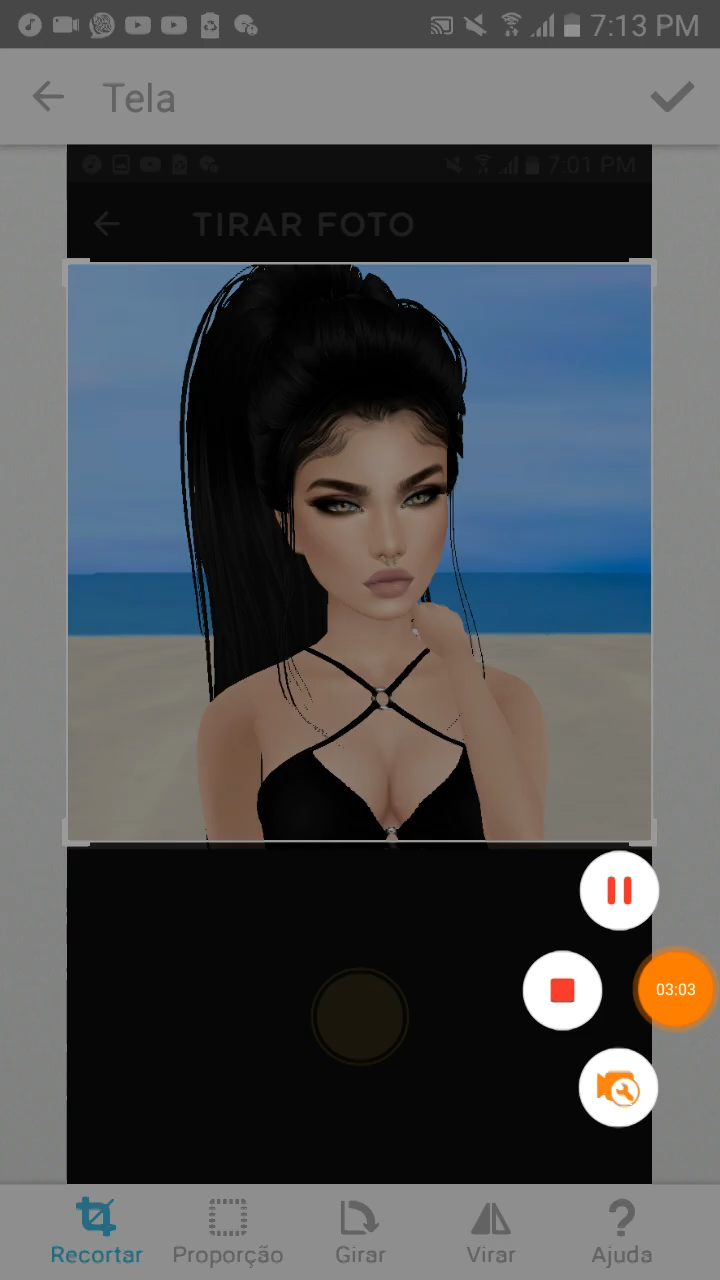 7:13 PM
Tela
7:01 PM
TIRAR FOTO
03:03
Recortar
Proporção
Girar
Virar
Ajuda